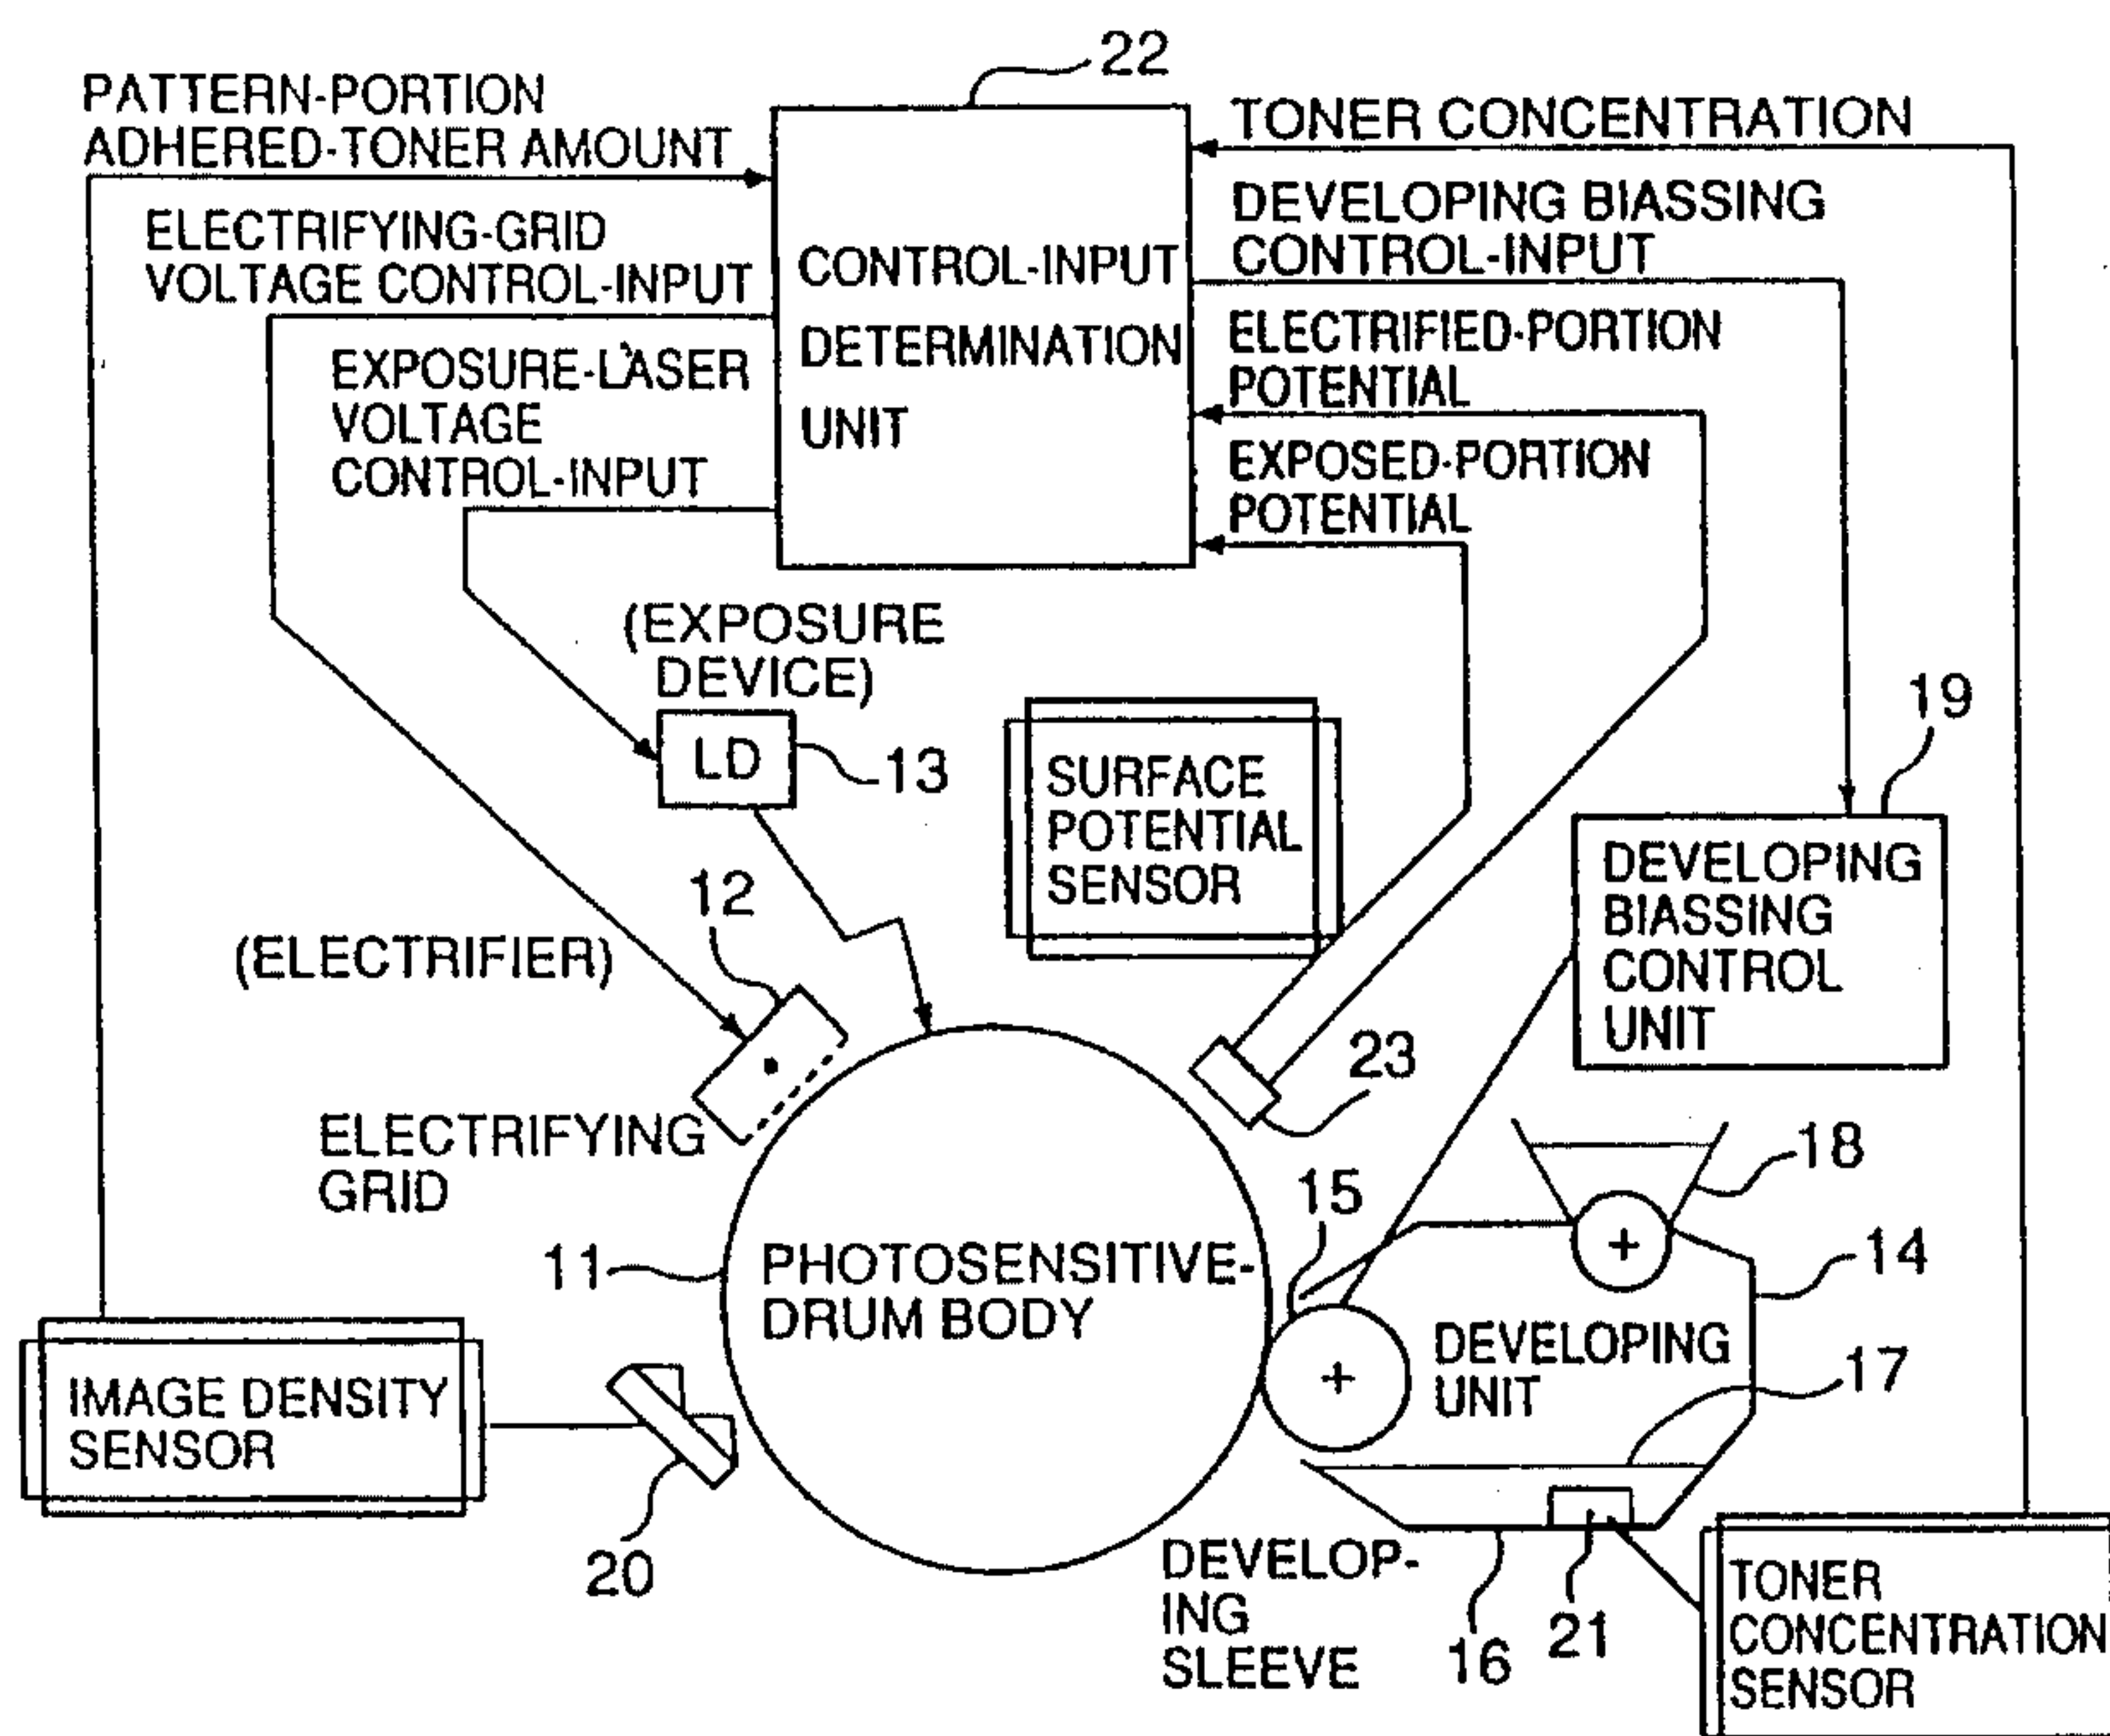 22
PATTERN-PORTION
ADHERED-TONER AMOUNT
TONER CONCENTRATION
ELECTRIFYING-GRID
VOLTAGE CONTROL-INPUT
DEVELOPING BIASSING
CONTROL-INPUT
CONTROL-INPUT
DETERMINATION
UNIT
EXPOSURE-LASER
VOLTAGE
CONTROL-INPUT
ELECTRIFIED-PORTION
POTENTIAL
EXPOSED-PORTION
POTENTIAL
(EXPOSURE
DEVICE)
LD
13
SURFACE
POTENTIAL
SENSOR
19
DEVELOPING
BIASSING
CONTROL
UNIT
12
(ELECTRIFIER)
23
ELECTRIFYING
GRID
18
15
14
11
PHOTOSENSITIVE-
DRUM BODY
DEVELOPING
UNIT
17
IMAGE DENSITY
SENSOR
20
DEVELOP-
ING
SLEEVE
16
21
TONER
CONCENTRATION
SENSOR